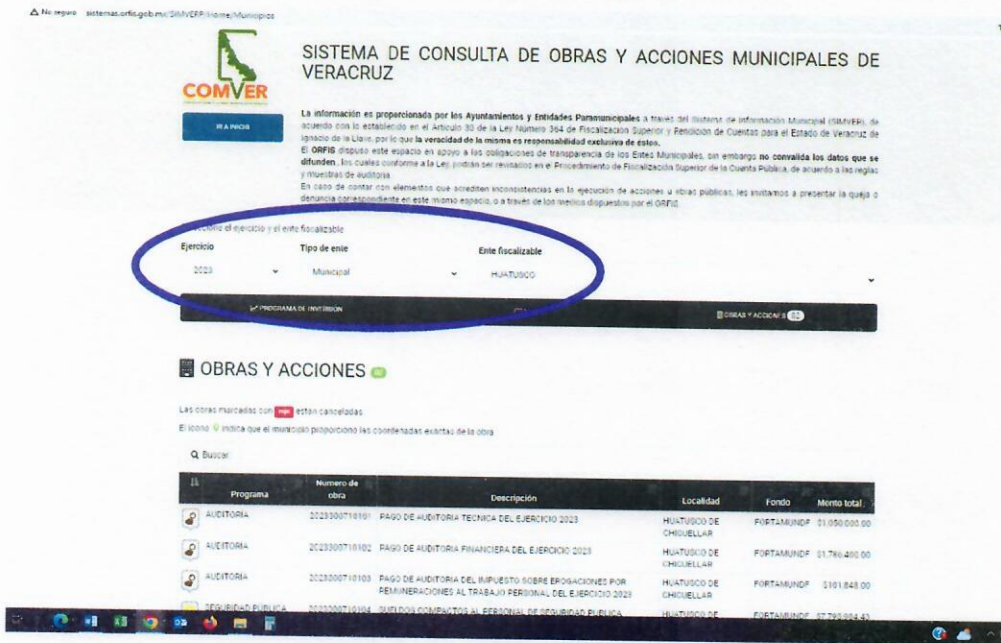 No seguro sistemas.orfis.gob.mx/SIMVERP/Home/Municipios
COMVER
SISTEMA DE CONSULTA DE OBRAS Y ACCIONES MUNICIPALES DE
VERACRUZ
IR A INICIO
La información es proporcionada por los Ayuntamientos y Entidades Paramunicipales a través del Sistema de Información Municipal (SIMVER), de
acuerdo con lo establecido en el Artículo 30 de la Ley Número 364 de Fiscalización Superior y Rendición de Cuentas para el Estado de Veracruz de
Ignacio de la Llave, por lo que la veracidad de la misma es responsabilidad exclusiva de éstos.
El ORFIS dispuso este espacio en apoyo a las obligaciones de transparencia de los Entes Municipales, sin embargo no convalida los datos que se
difunden, los cuales conforme a la Ley, podrán ser revisados en el Procedimiento de Fiscalización Superior de la Cuenta Pública, de acuerdo a las reglas
y muestras de auditoría
En caso de contar con elementos que acrediten inconsistencias en la ejecución de acciones u obras públicas, les invitamos a presentar la queja o
denuncia correspondiente en este mismo espacio, o a través de los medios dispuestos por el ORFIS.
el ejercicio y el ente fiscalizable
Ejercicio Tipo de ente Ente fiscalizable
2023 Municipal HUATUSCO
PROGRAMA DE INVERSIÓN OBRAS Y ACCIONES 82
OBRAS Y ACCIONES
Las obras marcadas con rojo están canceladas
El icono indica que el municipio proporcionó las coordenadas exactas de la obra
Buscar
Programa Numero de obra Descripción Localidad Fondo Monto total
AUDITORIA 2023300710101 PAGO DE AUDITORIA TECNICA DEL EJERCICIO 2023 HUATUSCO DE CHICUELLAR FORTAMUNDF $1,050,000.00
AUDITORIA 2023300710102 PAGO DE AUDITORIA FINANCIERA DEL EJERCICIO 2023 HUATUSCO DE CHICUELLAR FORTAMUNDF $1,786,400.00
AUDITORIA 2023300710103 PAGO DE AUDITORIA DEL IMPUESTO SOBRE EROGACIONES POR REMUNERACIONES AL TRABAJO PERSONAL DEL EJERCICIO 2023 HUATUSCO DE CHICUELLAR FORTAMUNDF $101,848.00
SEGURIDAD PUBLICA 2023300710104 SUELDOS COMPACTOS AL PERSONAL DE SEGURIDAD PUBLICA HUATUSCO DE FORTAMUNDF